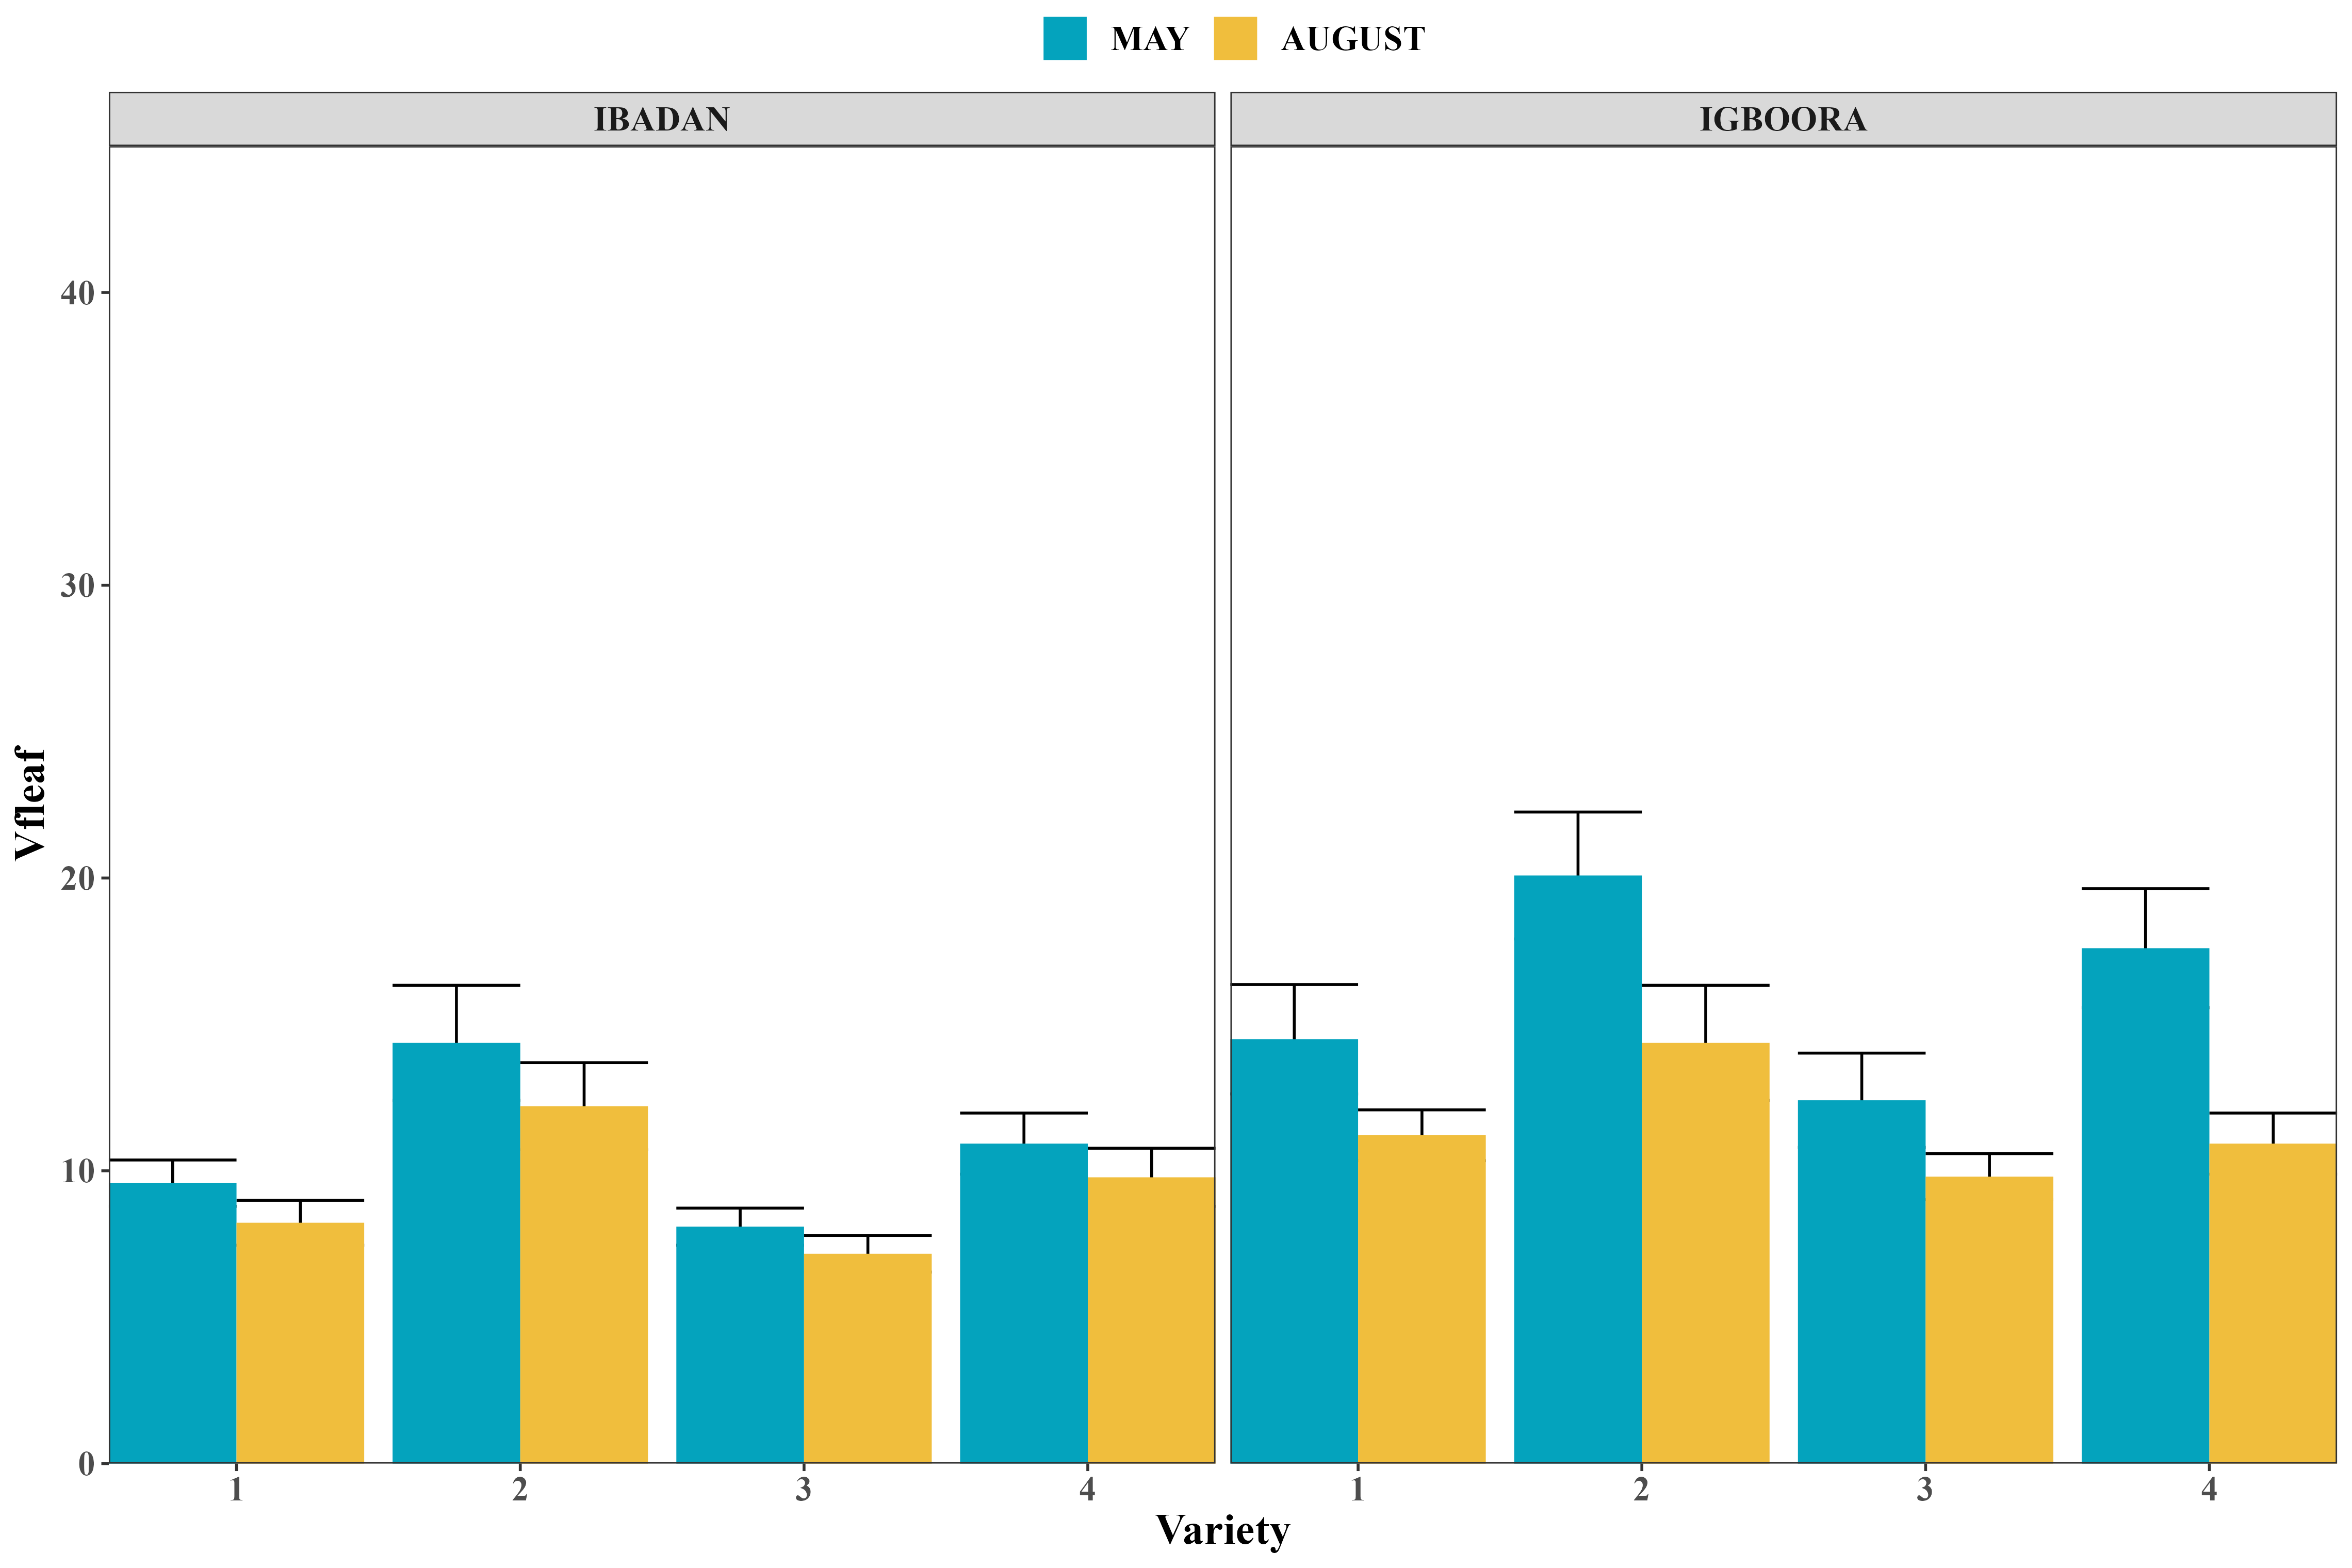 MAY AUGUST
IBADAN IGBOORA
40
30
20
10
0
Vfleaf
1 2 3 4 1 2 3 4
Variety